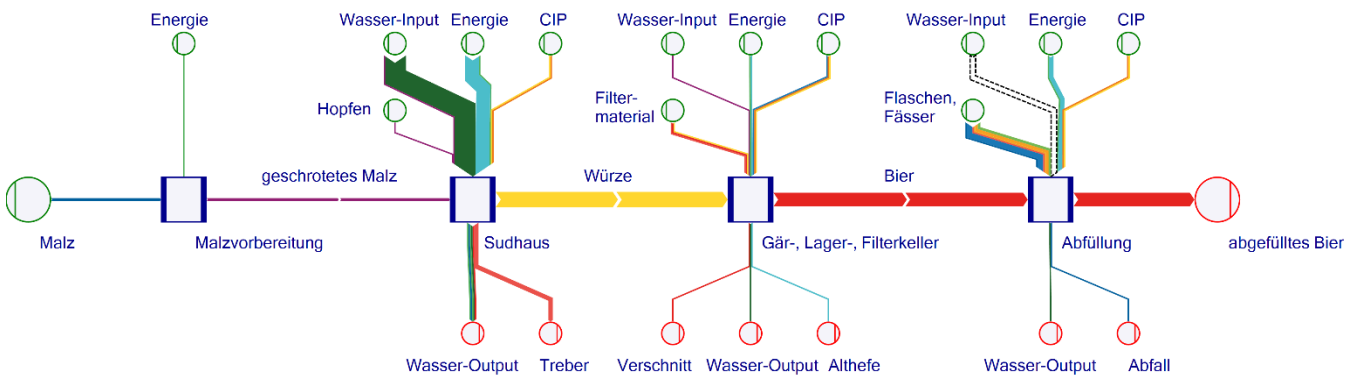 Energie
Wasser-Input Energie CIP
Wasser-Input Energie CIP
Wasser-Input Energie CIP
Hopfen
Filter-
material
Flaschen,
Fässer
geschrotetes Malz
Würze
Bier
Malz
Malzvorbereitung
Sudhaus
Gär-, Lager-, Filterkeller
Abfüllung
abgefülltes Bier
Wasser-Output Treber
Verschnitt Wasser-Output Althefe
Wasser-Output Abfall